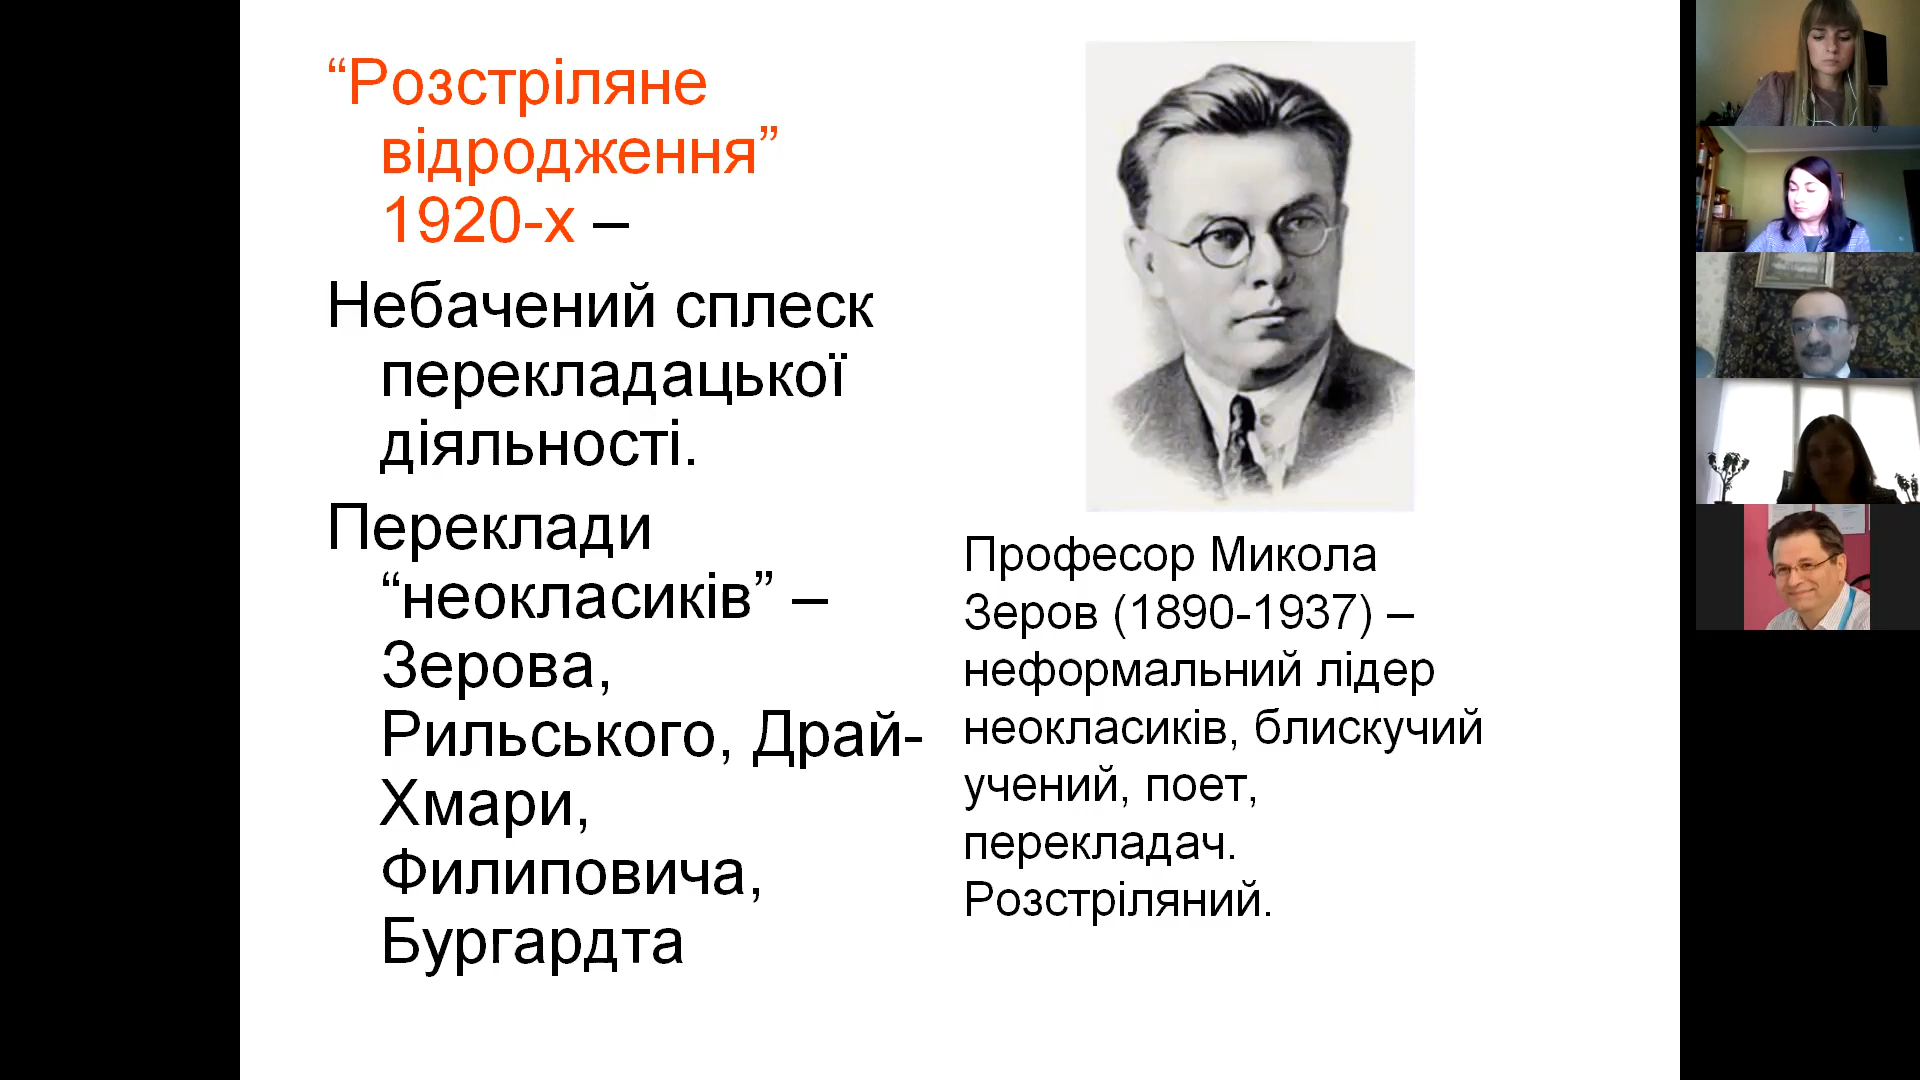 “Розстріляне
відродження”
1920-х –
Небачений сплеск
перекладацької
діяльності.
Переклади
“неокласиків” –
Зерова,
Рильського, Драй-
Хмари,
Филиповича,
Бургардта
Професор Микола
Зеров (1890-1937) –
неформальний лідер
неокласиків, блискучий
учений, поет,
перекладач.
Розстріляний.